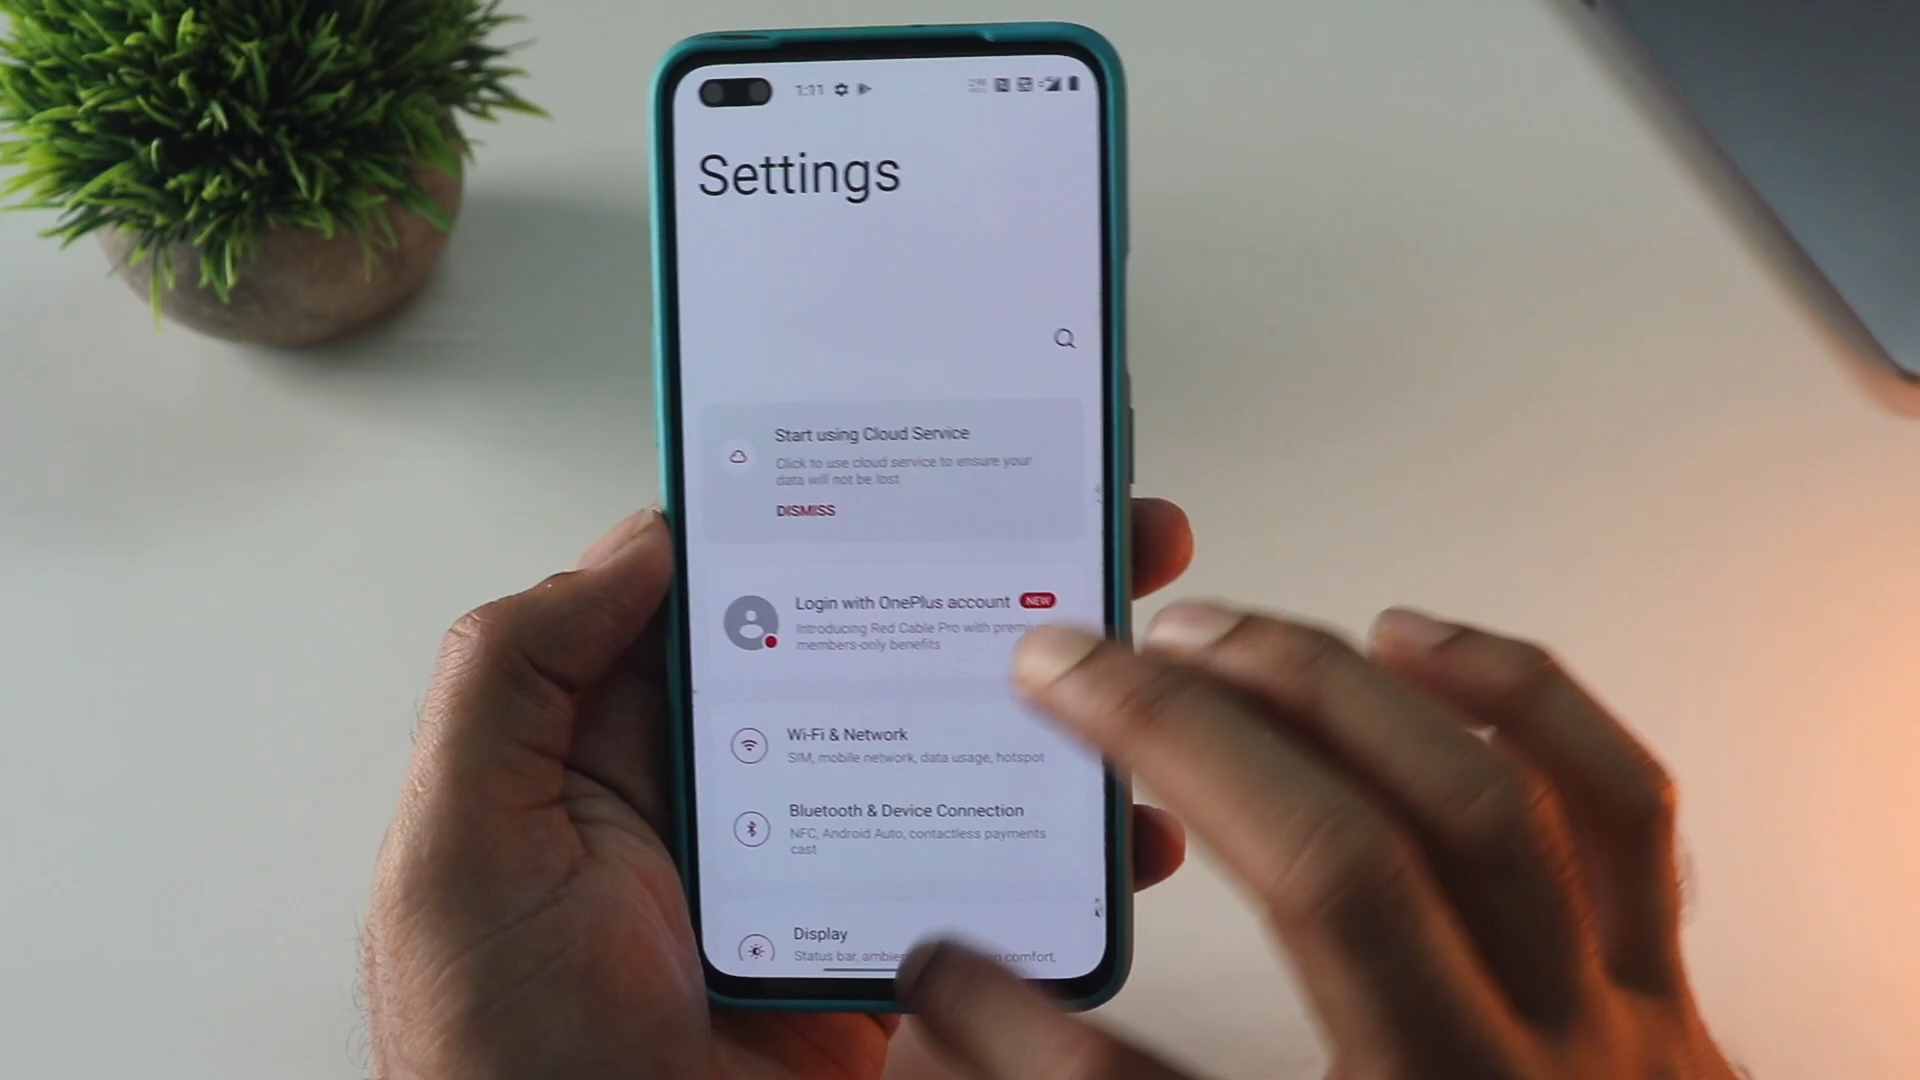 1:11
Settings
Start using Cloud Service
Click to use cloud service to ensure your
data will not be lost
DISMISS
Login with OnePlus account NEW
Introducing Red Cable Pro with
members-only benefits
Wi-Fi & Network
SIM, mobile network, data usage, hotspot
Bluetooth & Device Connection
NFC, Android Auto, contactless payments
cast
Display
Status bar, comfort,